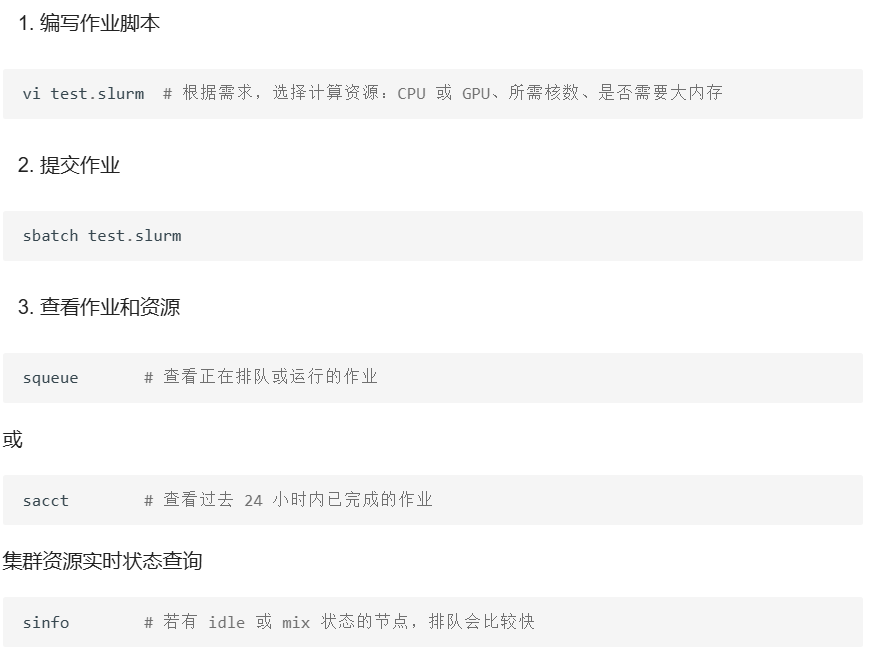 1. 编写作业脚本
vi test.slurm  # 根据需求，选择计算资源：CPU 或 GPU、所需核数、是否需要大内存
2. 提交作业
sbatch test.slurm
3. 查看作业和资源
squeue       # 查看正在排队或运行的作业
或
sacct        # 查看过去 24 小时内已完成的作业
集群资源实时状态查询
sinfo        # 若有 idle 或 mix 状态的节点，排队会比较快